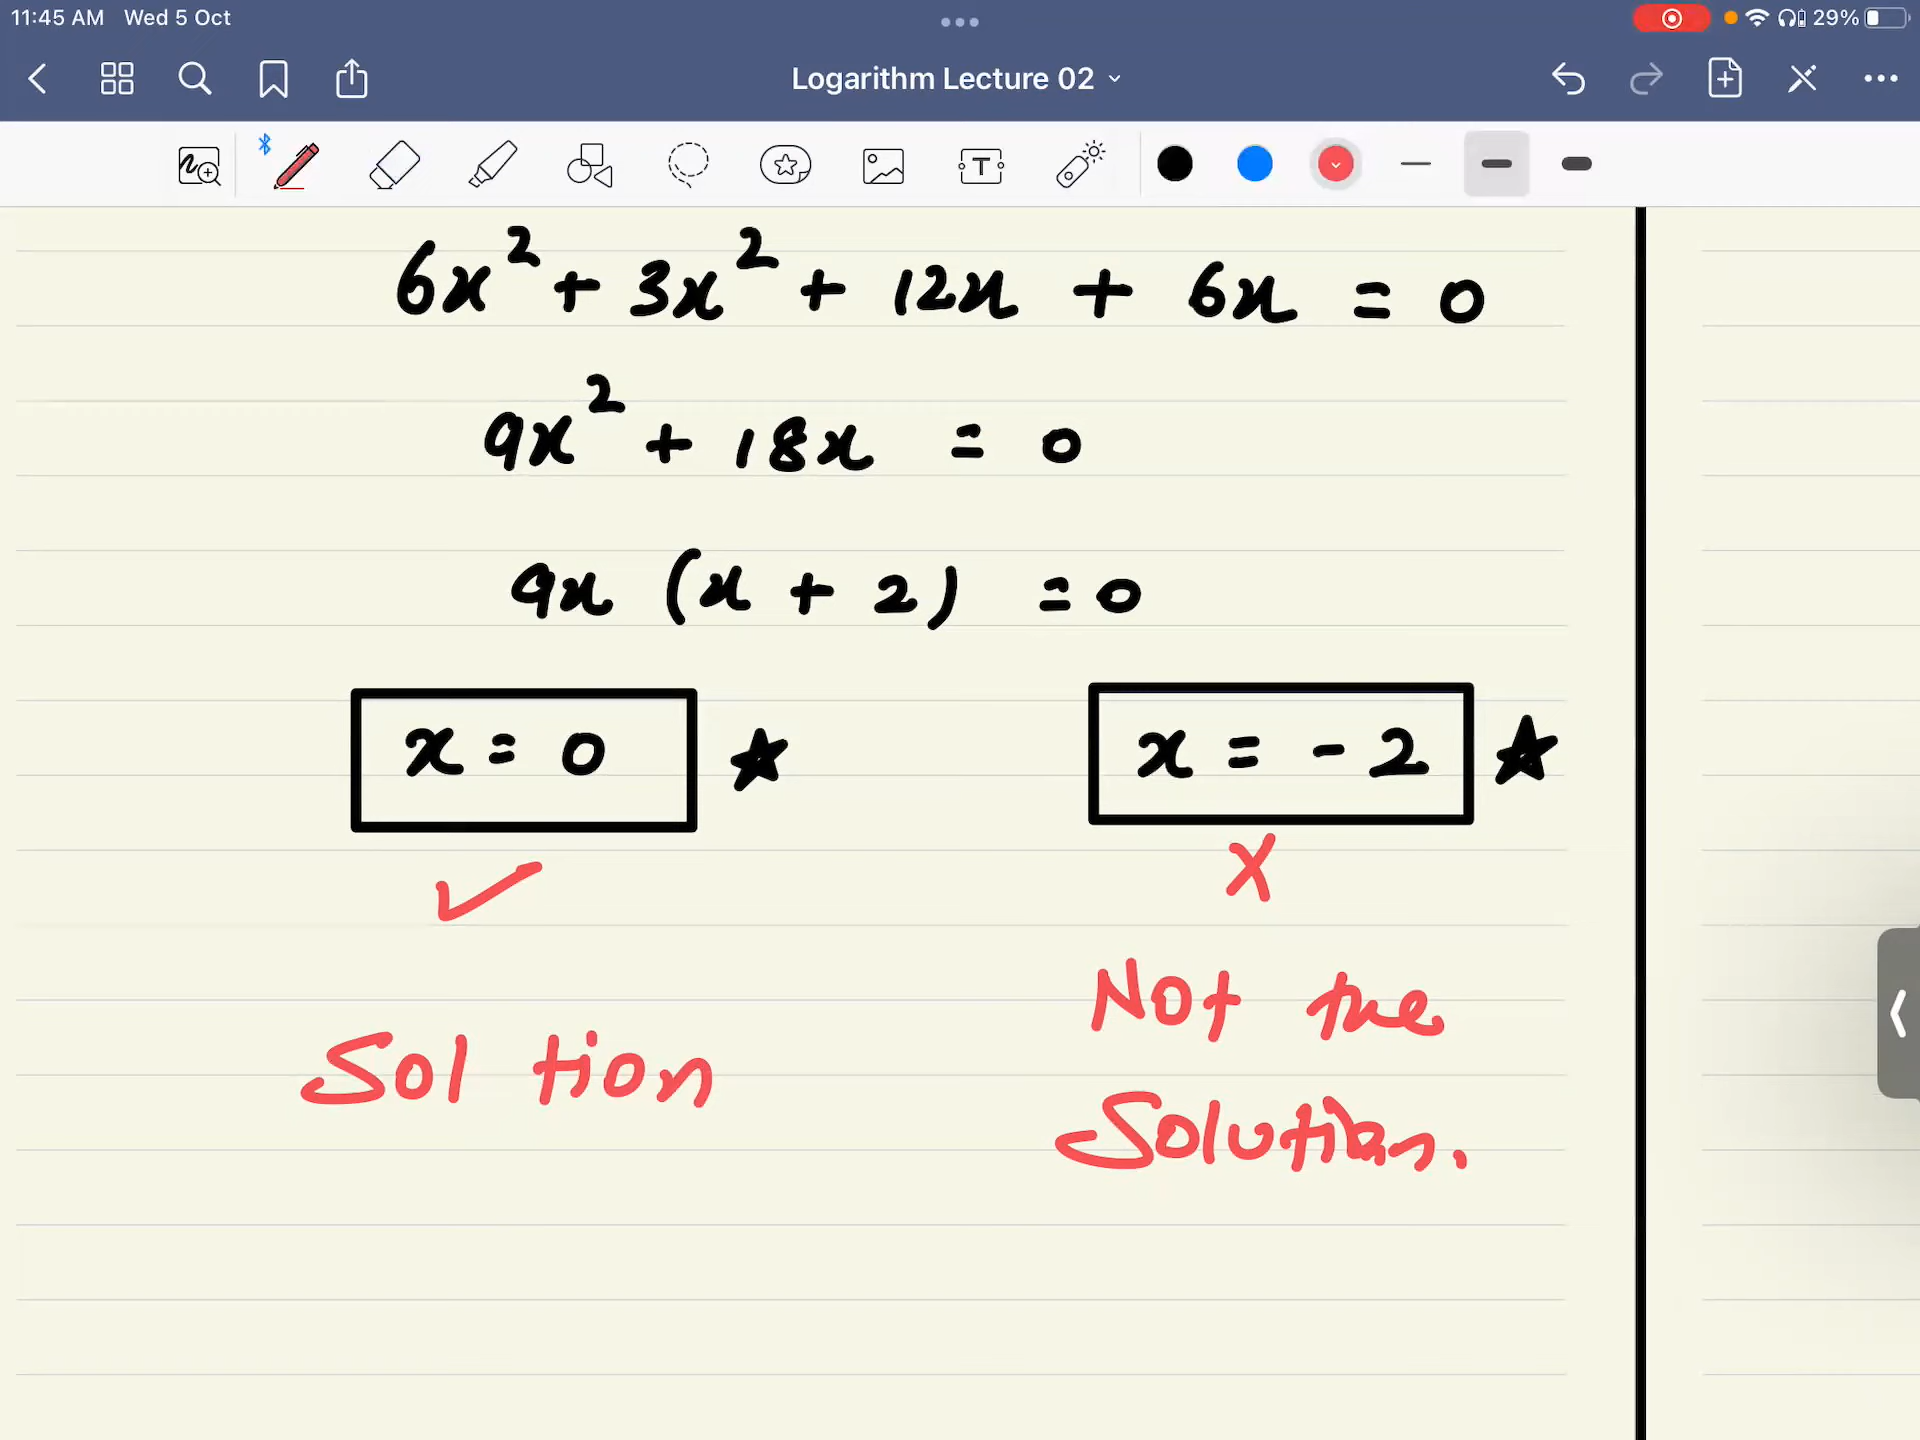 11:45 AM Wed 5 Oct
29%
Logarithm Lecture 02
6x² + 3x² + 12x + 6x = 0
9x² + 18x = 0
9x (x + 2) = 0
x = 0 ★ x = -2 ★
✓ X
Not the
Sol tion
Solution.